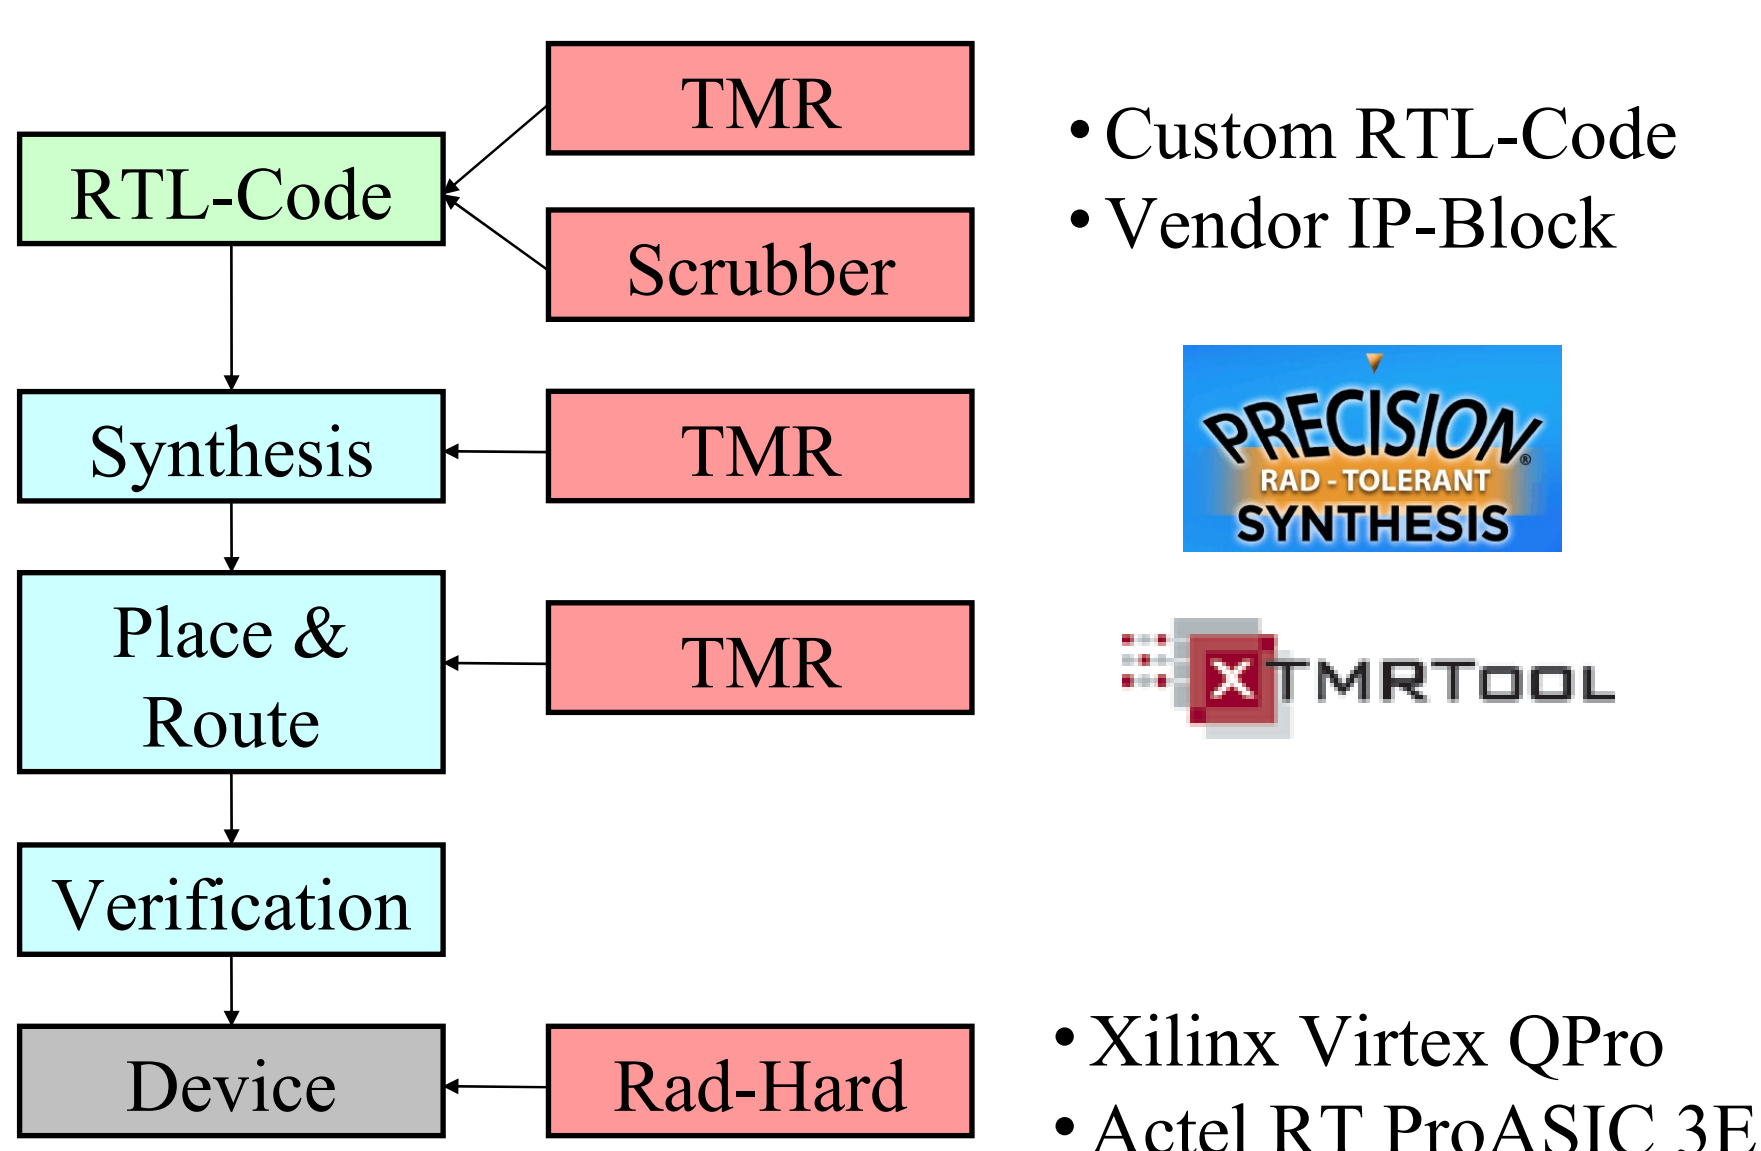 TMR
• Custom RTL-Code
RTL-Code
• Vendor IP-Block
Scrubber
PRECISION®
RAD - TOLERANT
SYNTHESIS
Synthesis
TMR
Place &
Route
TMR
XTMRTOOL
Verification
Device
Rad-Hard
• Xilinx Virtex QPro
• Actel RT ProASIC 3E